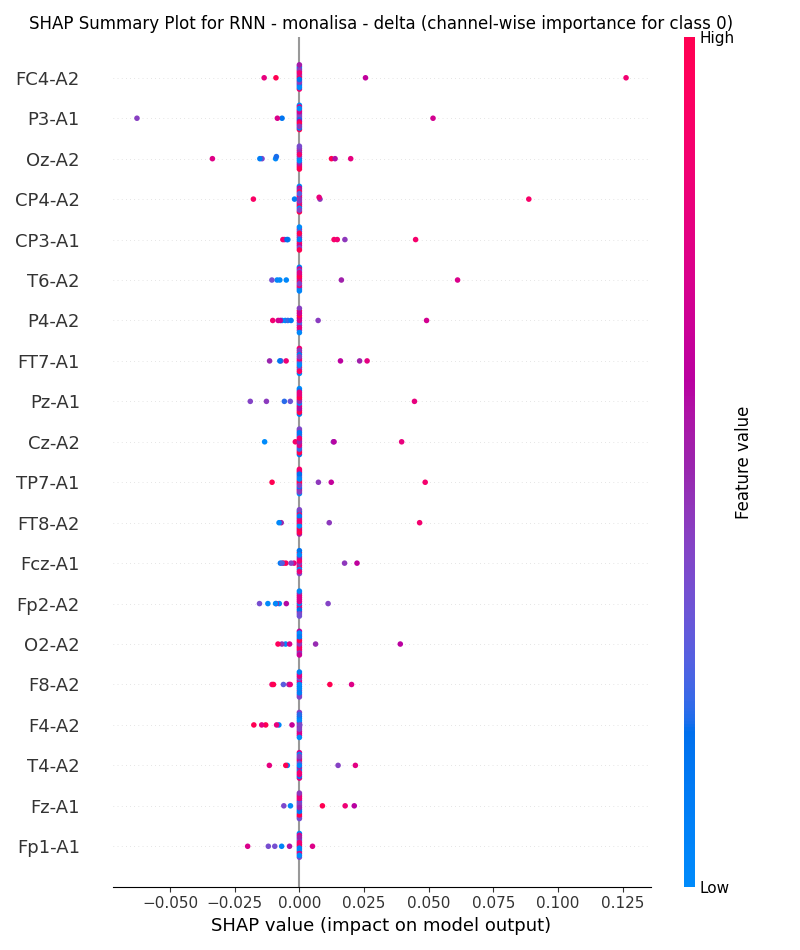 SHAP Summary Plot for RNN - monalisa - delta (channel-wise importance for class 0)
High
FC4-A2
P3-A1
Oz-A2
CP4-A2
CP3-A1
T6-A2
P4-A2
FT7-A1
Pz-A1
Cz-A2
TP7-A1
FT8-A2
Fcz-A1
Fp2-A2
O2-A2
F8-A2
F4-A2
T4-A2
Fz-A1
Fp1-A1
Feature value
Low
−0.050 −0.025 0.000 0.025 0.050 0.075 0.100 0.125
SHAP value (impact on model output)